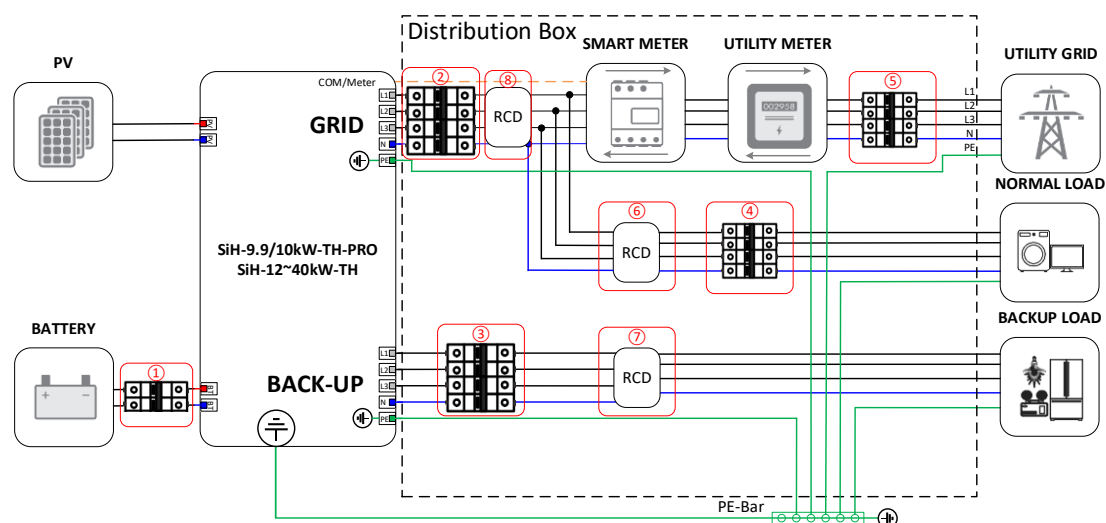 Distribution Box
SMART METER
UTILITY METER
UTILITY GRID
PV
COM/Meter
②
⑧
⑤
L1
L2
L3
N
PE
GRID
RCD
002958
L1
L2
L3
N
PE
NORMAL LOAD
⑥
④
RCD
SiH-9.9/10kW-TH-PRO
SiH-12~40kW-TH
BATTERY
BACKUP LOAD
①
③
⑦
L1
L2
L3
N
PE
BACK-UP
RCD
+ −
PE-Bar